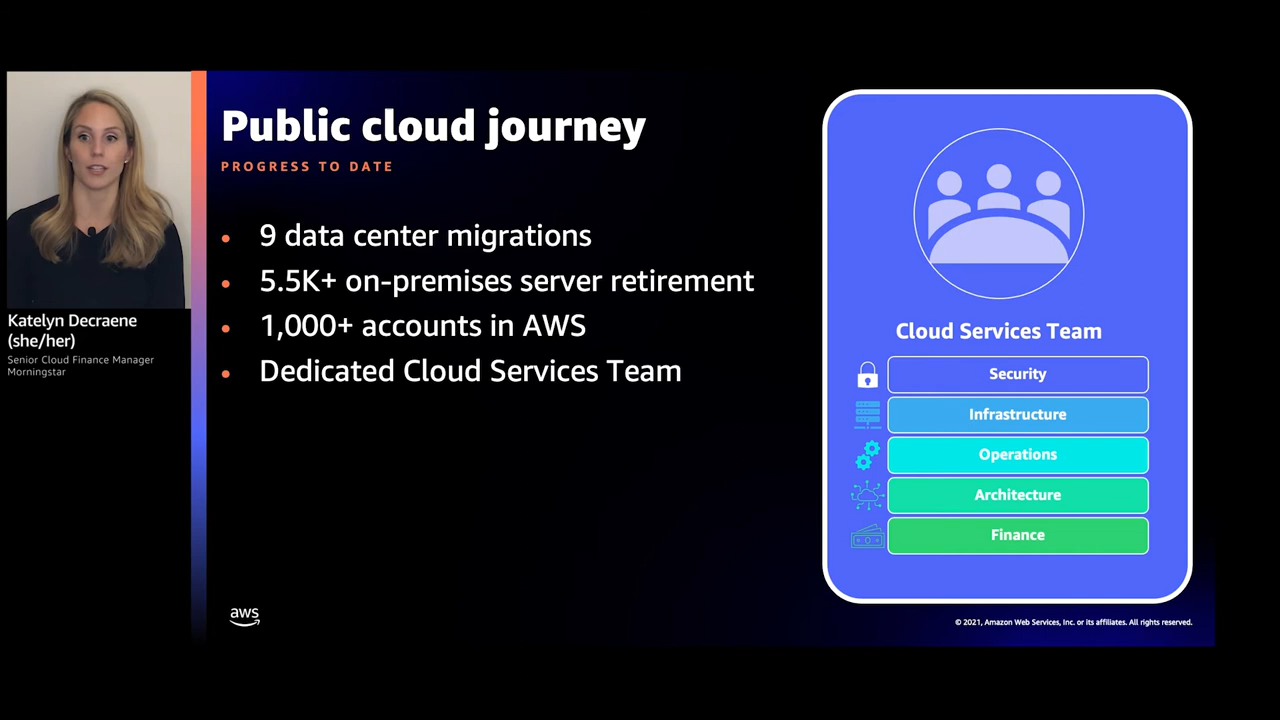 Public cloud journey
PROGRESS TO DATE
• 9 data center migrations
• 5.5K+ on-premises server retirement
• 1,000+ accounts in AWS
• Dedicated Cloud Services Team
Katelyn Decraene
(she/her)
Senior Cloud Finance Manager
Morningstar
Cloud Services Team
Security
Infrastructure
Operations
Architecture
Finance
aws
© 2021, Amazon Web Services, Inc. or its affiliates. All rights reserved.